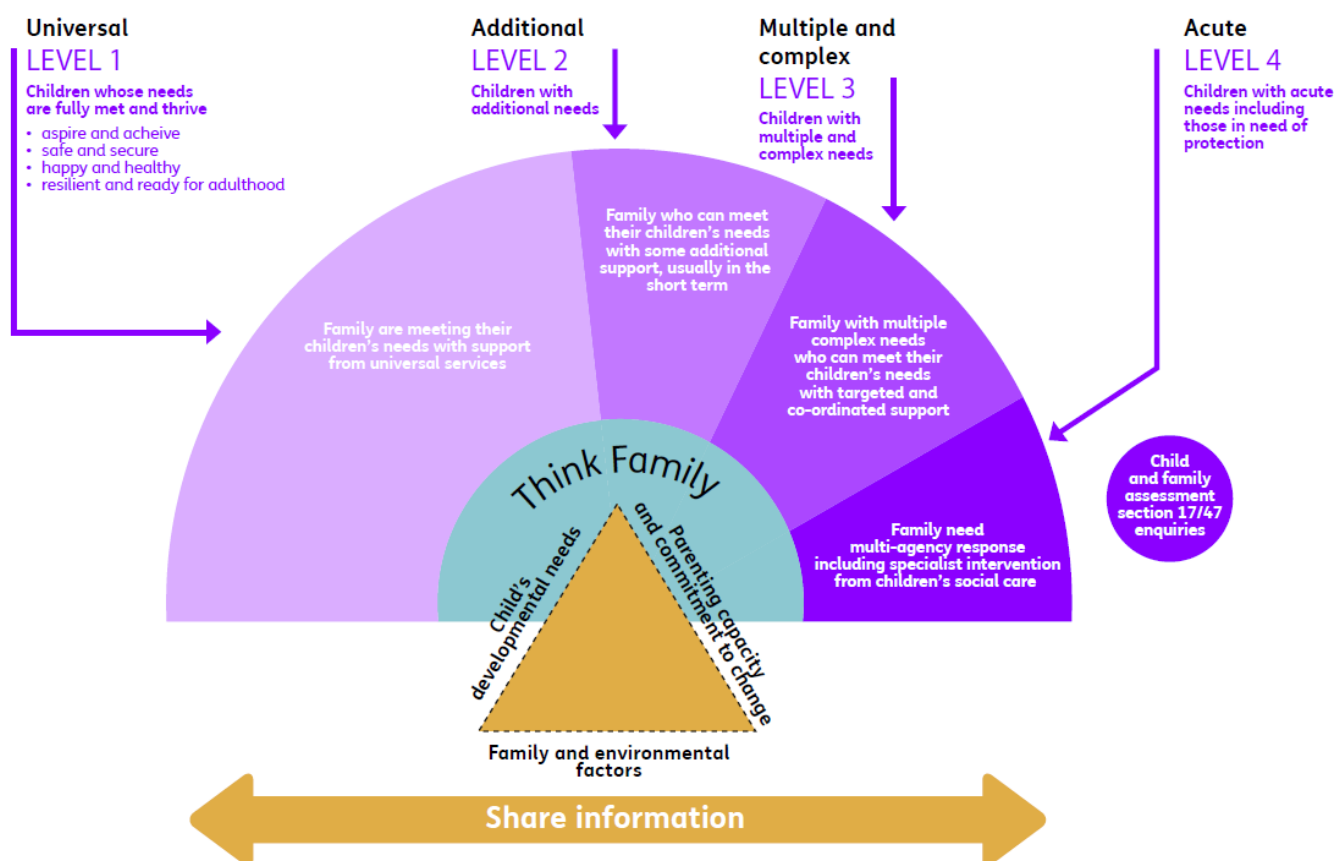 Universal
LEVEL 1
Children whose needs
are fully met and thrive
• aspire and acheive
• safe and secure
• happy and healthy
• resilient and ready for adulthood
Additional
LEVEL 2
Children with
additional needs
Multiple and
complex
LEVEL 3
Children with
multiple and
complex needs
Acute
LEVEL 4
Children with acute
needs including
those in need of
protection
Family are meeting their
children's needs with support
from universal services
Family who can meet
their children's needs
with some additional
support, usually in the
short term
Family with multiple
complex needs
who can meet their
children's needs
with targeted and
co-ordinated support
Family need
multi-agency response
including specialist intervention
from children's social care
Child
and family
assessment
section 17/47
enquiries
Think Family
Child's
developmental needs
Parenting capacity
and commitment to change
Family and environmental
factors
Share information